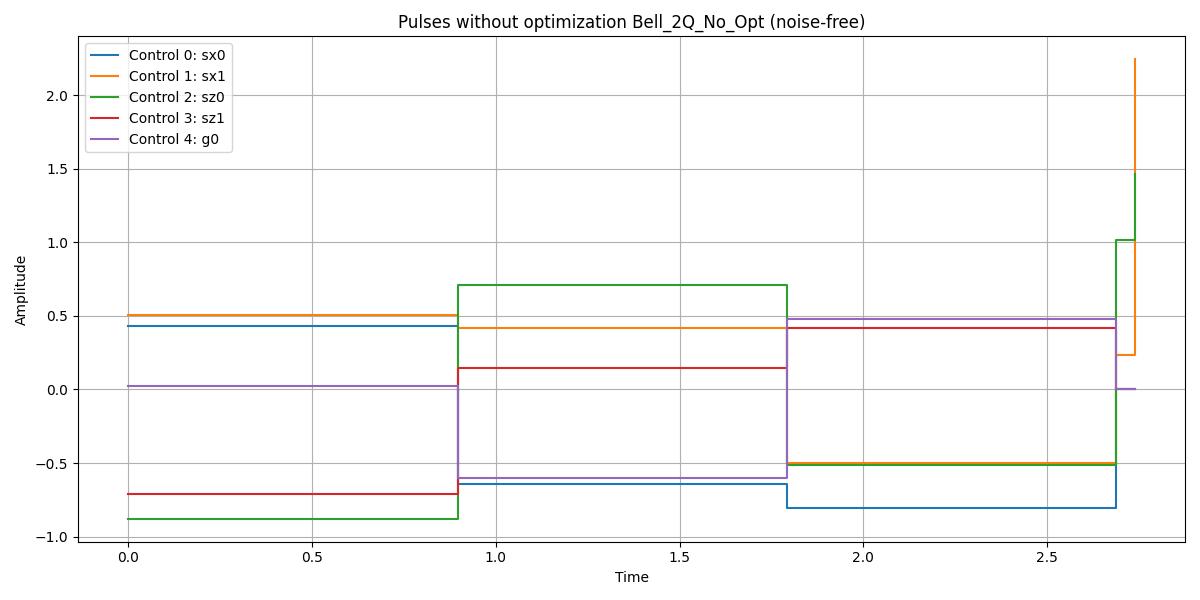 Pulses without optimization Bell_2Q_No_Opt (noise-free)
Control 0: sx0
Control 1: sx1
Control 2: sz0
Control 3: sz1
Control 4: g0
Amplitude
2.0
1.5
1.0
0.5
0.0
−0.5
−1.0
0.0 0.5 1.0 1.5 2.0 2.5
Time